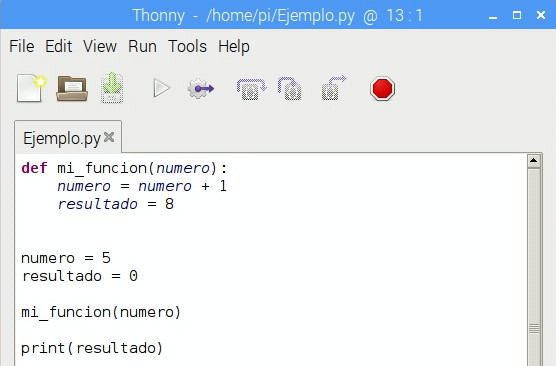 Thonny - /home/pi/Ejemplo.py @ 13 : 1
File Edit View Run Tools Help
Ejemplo.py
def mi_funcion(numero):
    numero = numero + 1
    resultado = 8
numero = 5
resultado = 0
mi_funcion(numero)
print(resultado)